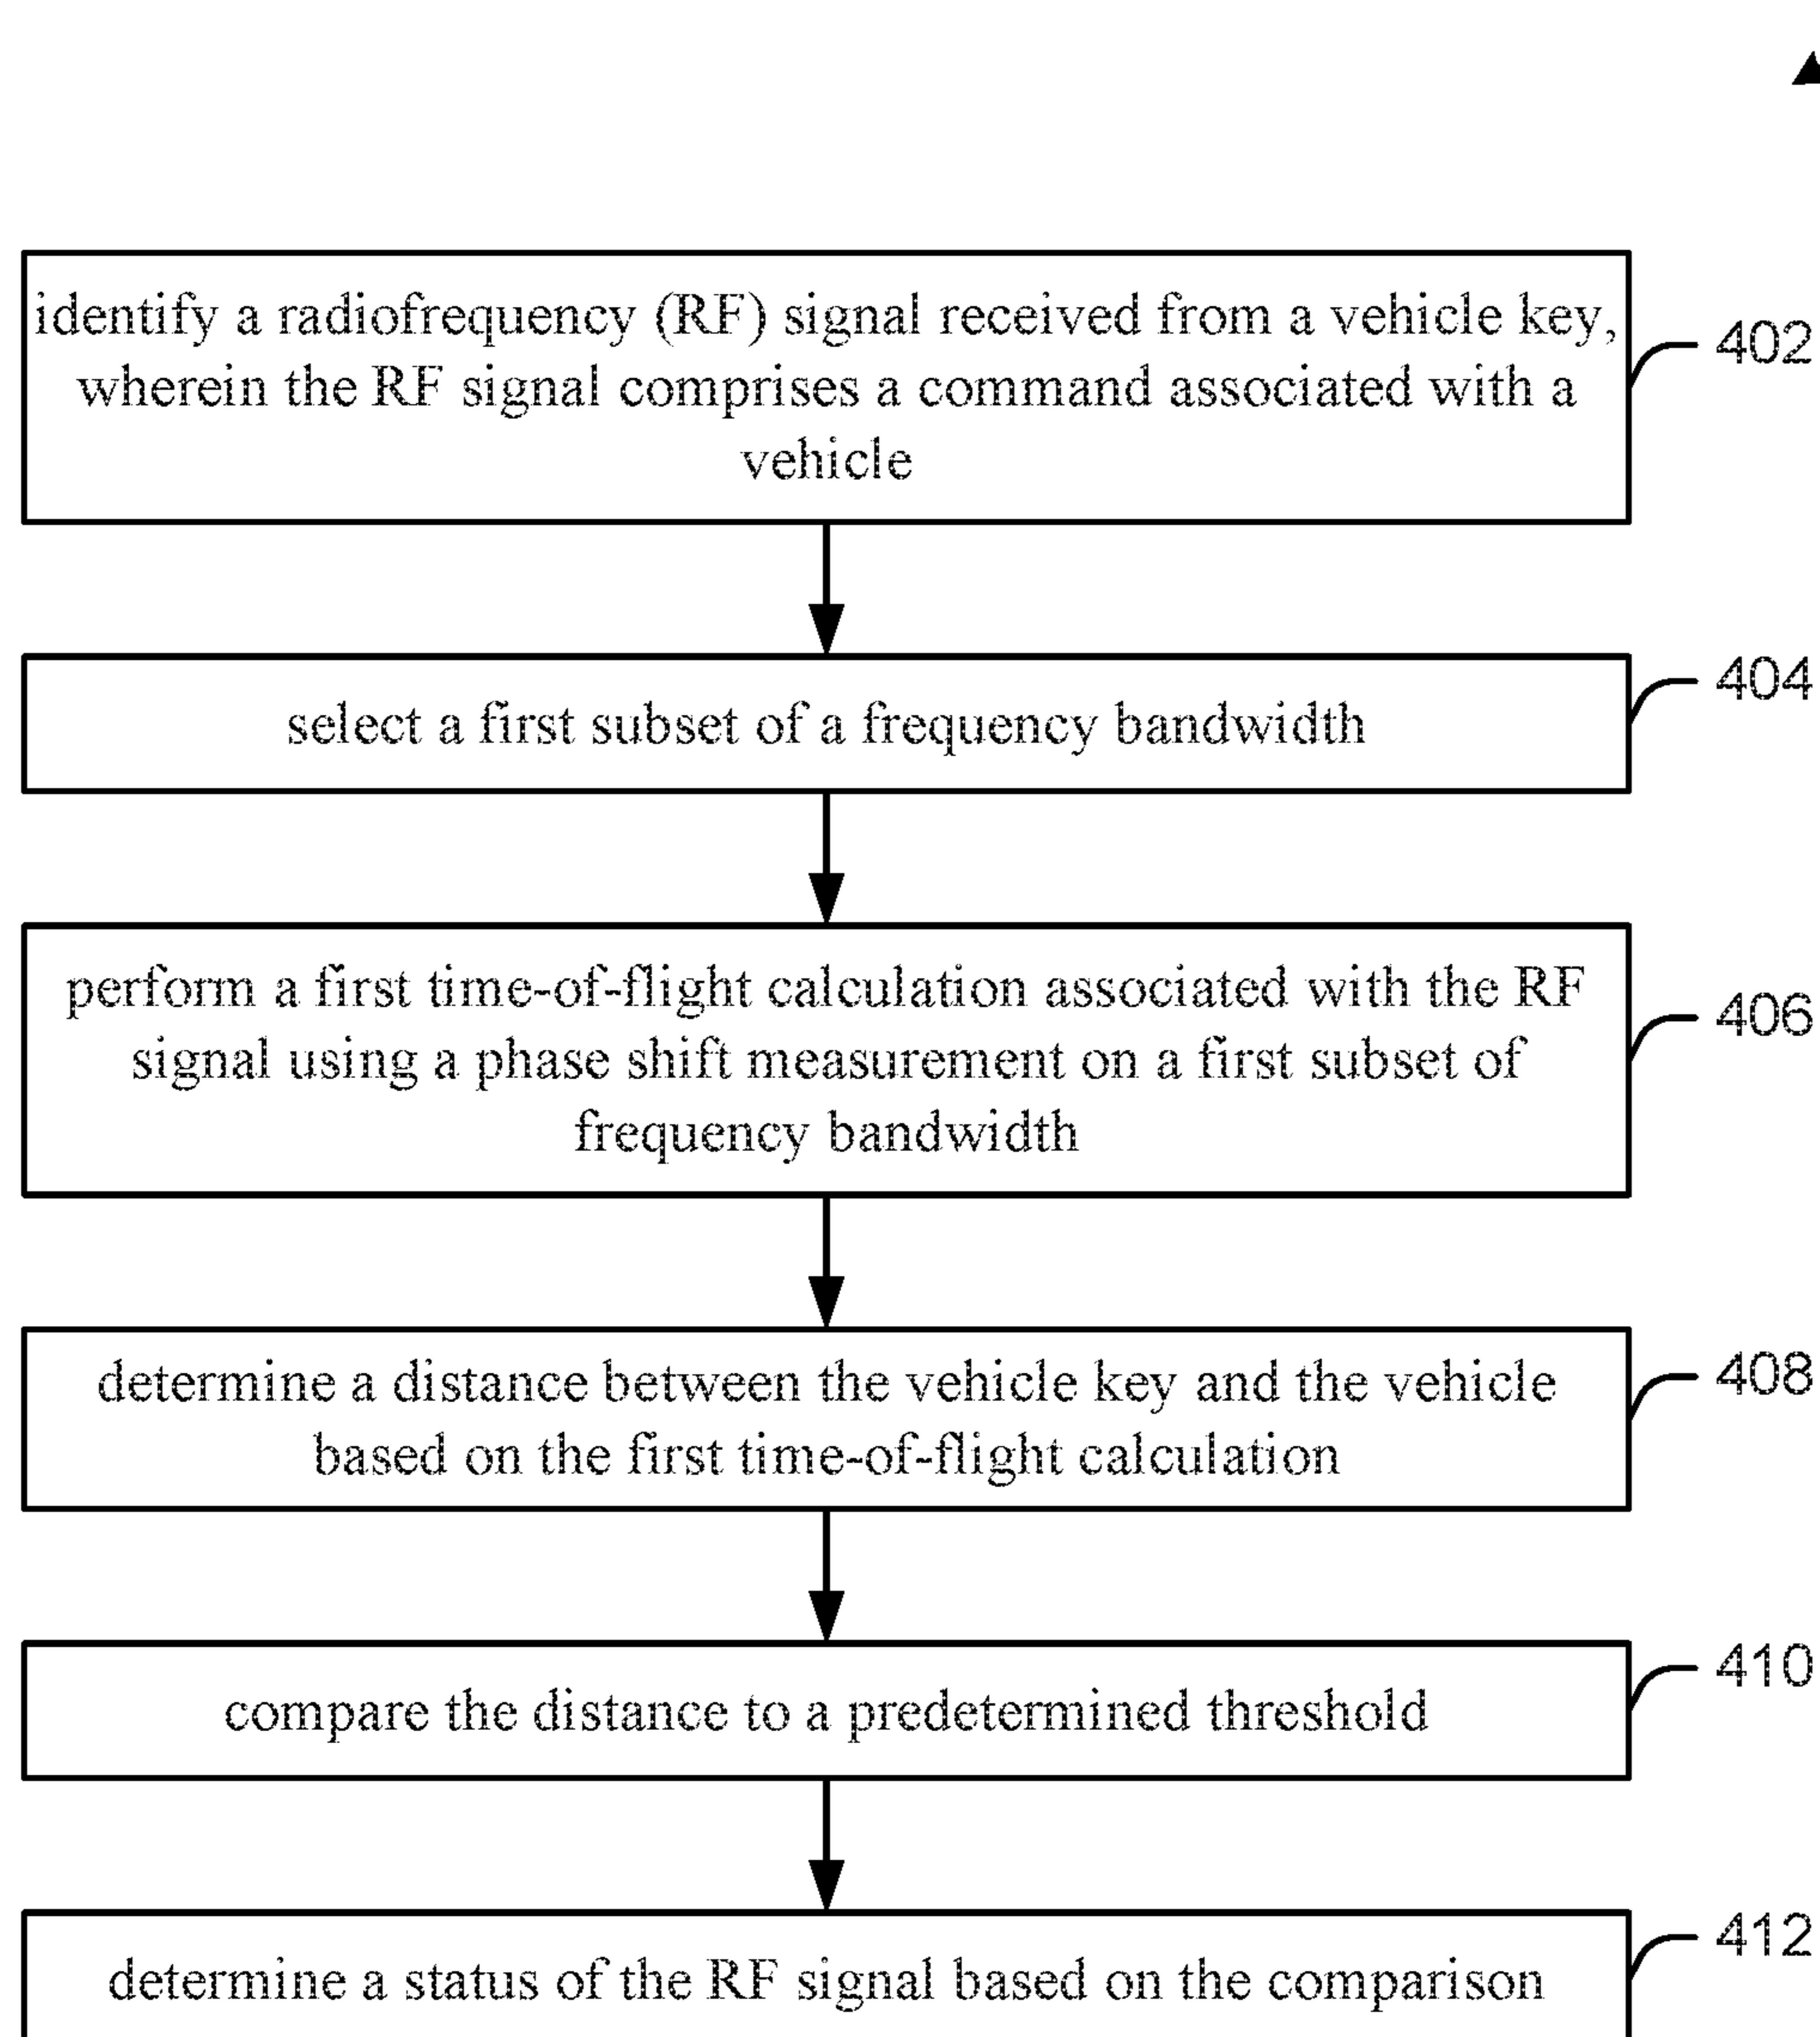 identify a radiofrequency (RF) signal received from a vehicle key,
wherein the RF signal comprises a command associated with a
vehicle
402
select a first subset of a frequency bandwidth
404
perform a first time-of-flight calculation associated with the RF
signal using a phase shift measurement on a first subset of
frequency bandwidth
406
determine a distance between the vehicle key and the vehicle
based on the first time-of-flight calculation
408
compare the distance to a predetermined threshold
410
determine a status of the RF signal based on the comparison
412